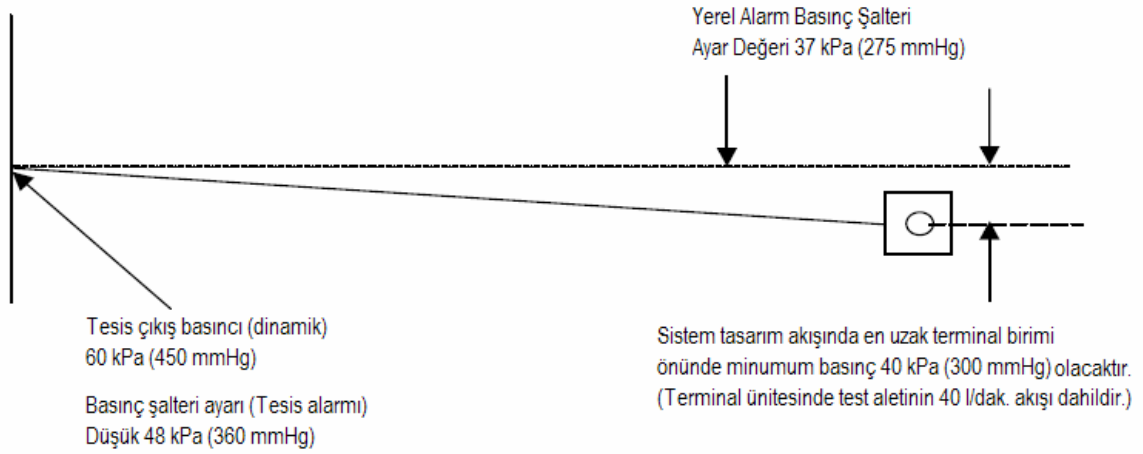 Yerel Alarm Basınç Şalteri
Ayar Değeri 37 kPa (275 mmHg)
Tesis çıkış basıncı (dinamik)
60 kPa (450 mmHg)
Basınç şalteri ayarı (Tesis alarmı)
Düşük 48 kPa (360 mmHg)
Sistem tasarım akışında en uzak terminal birimi
önünde minumum basınç 40 kPa (300 mmHg) olacaktır.
(Terminal ünitesinde test aletinin 40 l/dak. akışı dahildir.)